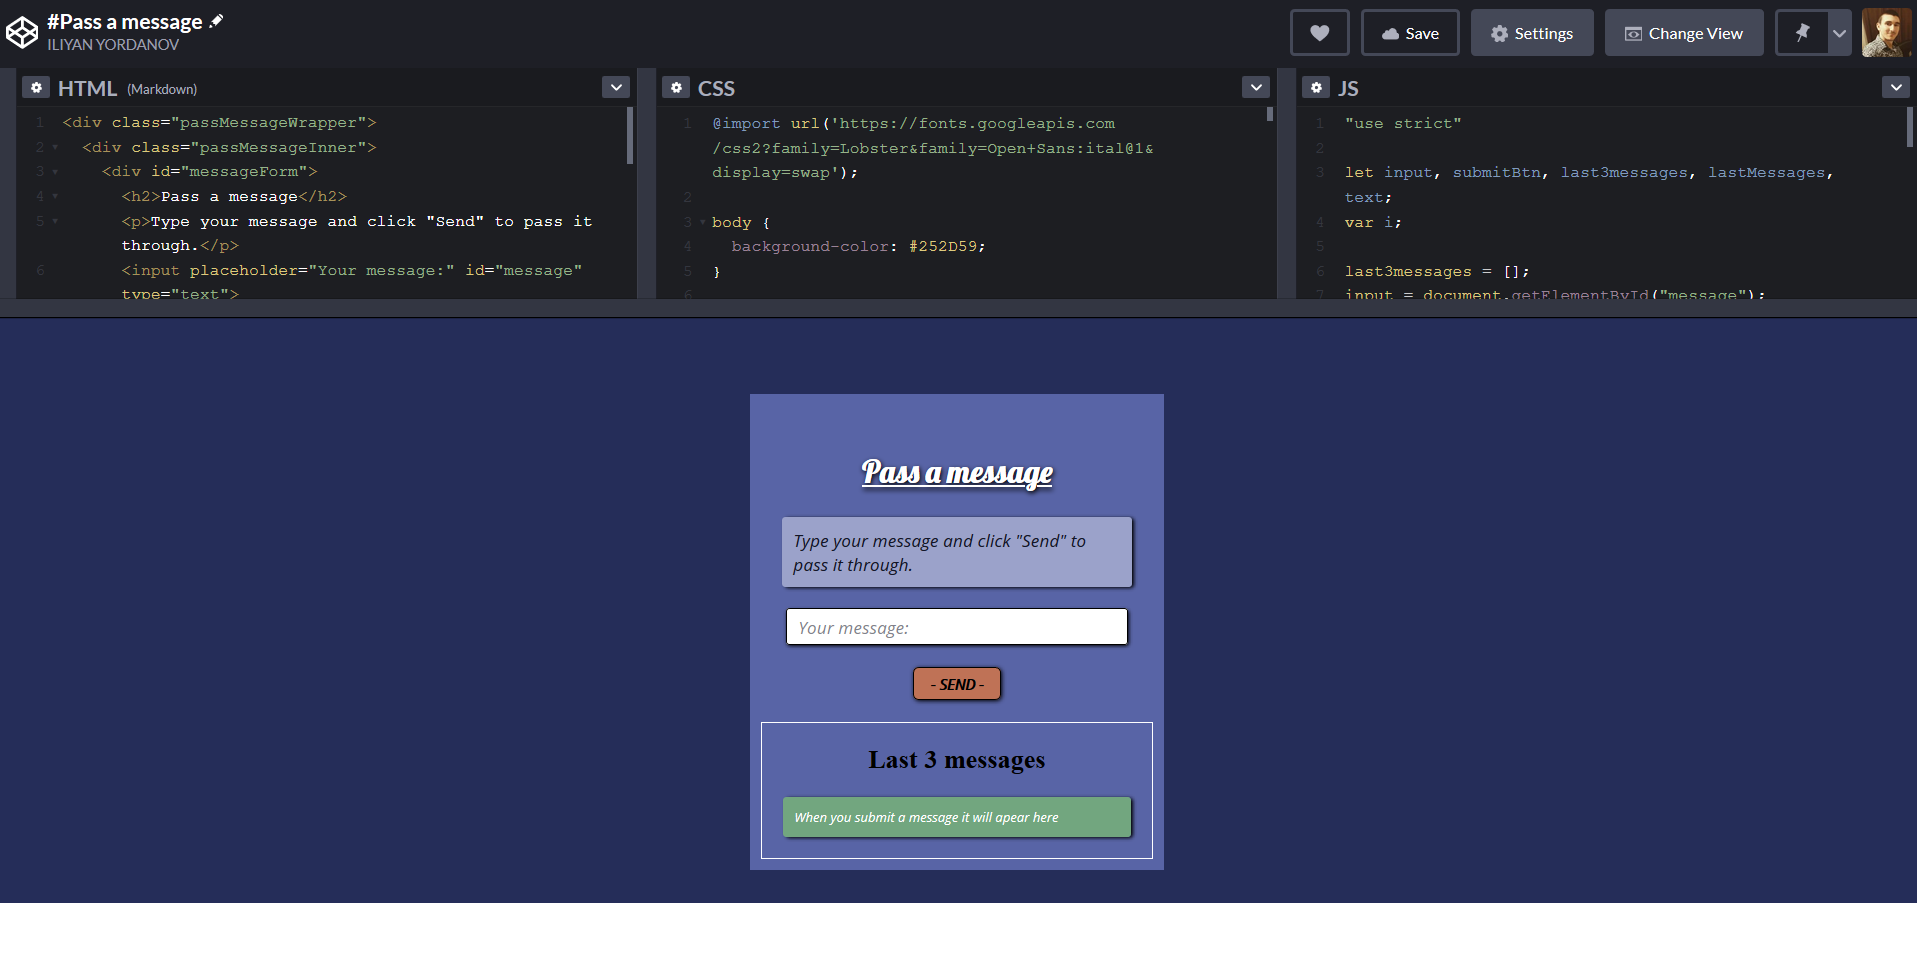 #Pass a message
ILIYAN YORDANOV
Save
Settings
Change View
HTML (Markdown)
1 <div class="passMessageWrapper">
2 <div class="passMessageInner">
3 <div id="messageForm">
4 <h2>Pass a message</h2>
5 <p>Type your message and click "Send" to pass it
through.</p>
6 <input placeholder="Your message:" id="message"
type="text">
CSS
1 @import url('https://fonts.googleapis.com
/css2?family=Lobster&family=Open+Sans:ital@1&
display=swap');
2
3 body {
4 background-color: #252D59;
5 }
6
JS
1 "use strict"
2
3 let input, submitBtn, last3messages, lastMessages,
text;
4 var i;
5
6 last3messages = [];
7 input = document.getElementById("message");
Pass a message
Type your message and click "Send" to
pass it through.
Your message:
- SEND -
Last 3 messages
When you submit a message it will apear here